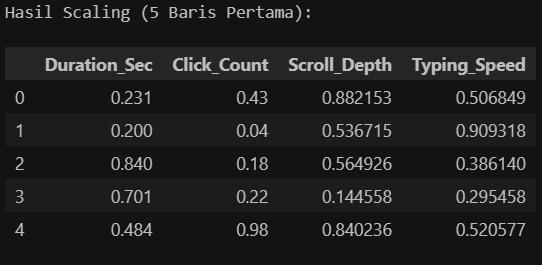 Hasil Scaling (5 Baris Pertama):
Duration_Sec Click_Count Scroll_Depth Typing_Speed
0 0.231 0.43 0.882153 0.506849
1 0.200 0.04 0.536715 0.909318
2 0.840 0.18 0.564926 0.386140
3 0.701 0.22 0.144558 0.295458
4 0.484 0.98 0.840236 0.520577